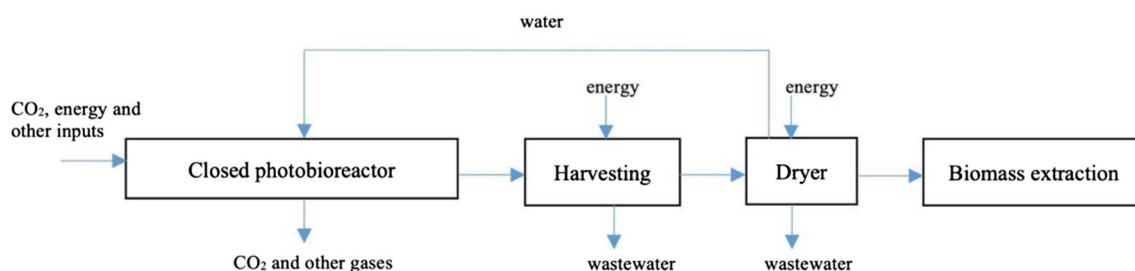 water
energy
energy
CO₂, energy and
other inputs
Closed photobioreactor
Harvesting
Dryer
Biomass extraction
CO₂ and other gases
wastewater
wastewater